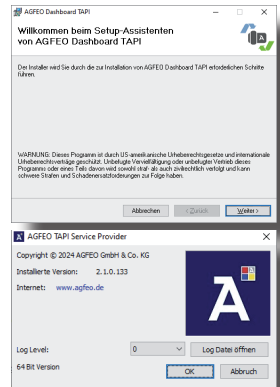 AGFEO Dashboard TAPI
Willkommen beim Setup-Assistenten
von AGFEO Dashboard TAPI
Der Installer wird Sie durch die zur Installation von AGFEO Dashboard TAPI erforderlichen Schritte
führen.
WARNUNG: Dieses Programm ist durch US-amerikanische Urheberrechtsgesetze und internationale
Urheberrechtsverträge geschützt. Unbefugte Vervielfältigung oder unbefugter Vertrieb dieses
Programms oder eines Teils davon wird sowohl straf- als auch zivilrechtlich verfolgt und kann
schwere Strafen und Schadensersatzforderungen zur Folge haben.
Abbrechen
< Zurück
Weiter >
AGFEO TAPI Service Provider
Copyright © 2024 AGFEO GmbH & Co. KG
Installierte Version: 2.1.0.133
Internet: www.agfeo.de
A
Log Level: 0
Log Datei öffnen
64 Bit Version
OK
Abbruch